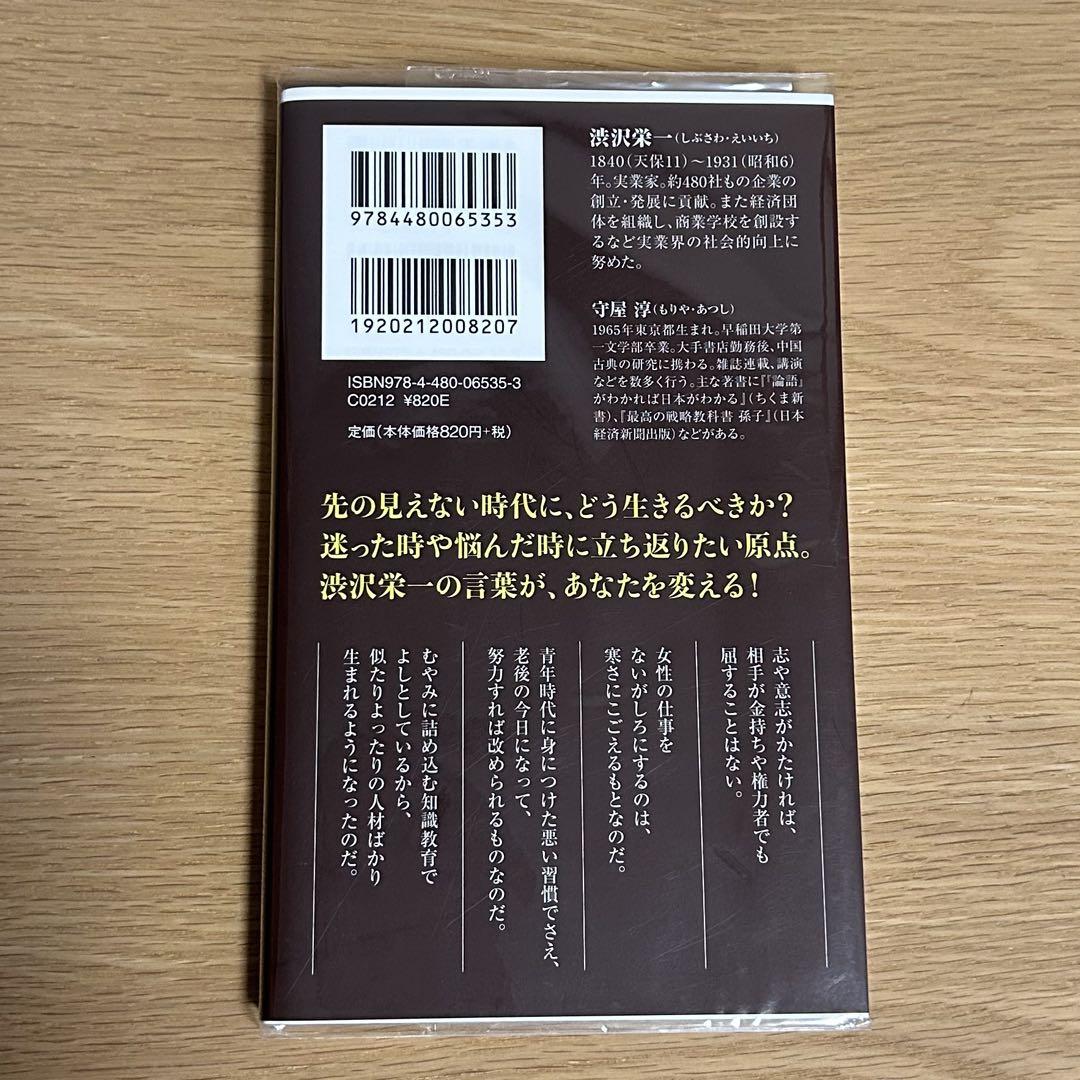 9784480065353
1920212008207
ISBN978-4-480-06535-3
C0212 ¥820E
定価(本体価格820円+税)
渋沢栄一(しぶさわ・えいいち)
1840(天保11)〜1931(昭和6)
年。実業家。約480社もの企業の
創立・発展に貢献。また経済団
体を組織し、商業学校を創設す
るなど実業界の社会的向上に
努めた。
守屋 淳(もりや・あつし)
1965年東京都生まれ。早稲田大学第
一文学部卒業。大手書店勤務後、中国
古典の研究に携わる。雑誌連載、講演
などを数多く行う。主な著書に『「論語」
がわかれば日本がわかる』(ちくま新
書)、『最高の戦略教科書 孫子』(日本
経済新聞出版)などがある。
先の見えない時代に、どう生きるべきか?
迷った時や悩んだ時に立ち返りたい原点。
渋沢栄一の言葉が、あなたを変える!
志や意志がかたければ、
相手が金持ちや権力者でも
屈することはない。
女性の仕事を
ないがしろにするのは、
寒さにこごえるもとなのだ。
青年時代に身につけた悪い習慣でさえ、
老後の今日になって、
努力すれば改められるものなのだ。
むやみに詰め込む知識教育で
よしとしているから、
似たりよったりの人材ばかり
生まれるようになったのだ。